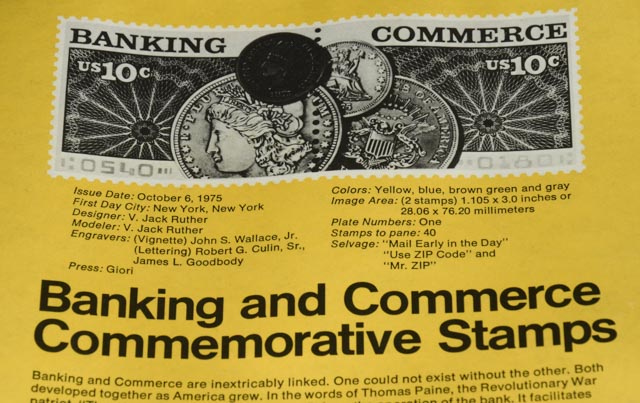 BANKING COMMERCE
US10c US10c
Issue Date: October 6, 1975
First Day City: New York, New York
Designer: V. Jack Ruther
Modeler: V. Jack Ruther
Engravers: (Vignette) John S. Wallace, Jr.
(Lettering) Robert G. Culin, Sr.,
James L. Goodbody
Press: Giori
Colors: Yellow, blue, brown green and gray
Image Area: (2 stamps) 1.105 x 3.0 inches or
28.06 x 76.20 millimeters
Plate Numbers: One
Stamps to pane: 40
Selvage: "Mail Early in the Day"
"Use ZIP Code" and
"Mr. ZIP"
Banking and Commerce
Commemorative Stamps
Banking and Commerce are inextricably linked. One could not exist without the other. Both
developed together as America grew. In the words of Thomas Paine, the Revolutionary War
of the bank. It facilitates